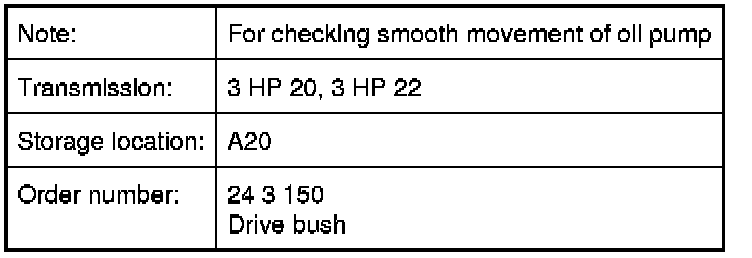 Note: For checking smooth movement of oil pump
Transmission: 3 HP 20, 3 HP 22
Storage location: A20
Order number: 24 3 150
Drive bush